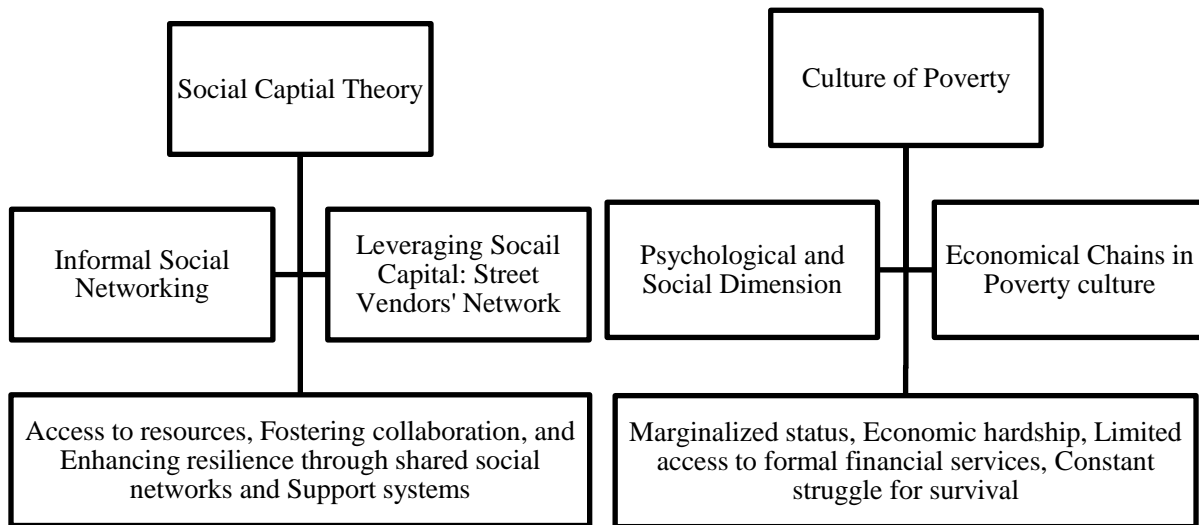 Social Captial Theory
Informal Social
Networking
Leveraging Socail
Capital: Street
Vendors' Network
Access to resources, Fostering collaboration, and
Enhancing resilience through shared social
networks and Support systems
Culture of Poverty
Psychological and
Social Dimension
Economical Chains in
Poverty culture
Marginalized status, Economic hardship, Limited
access to formal financial services, Constant
struggle for survival